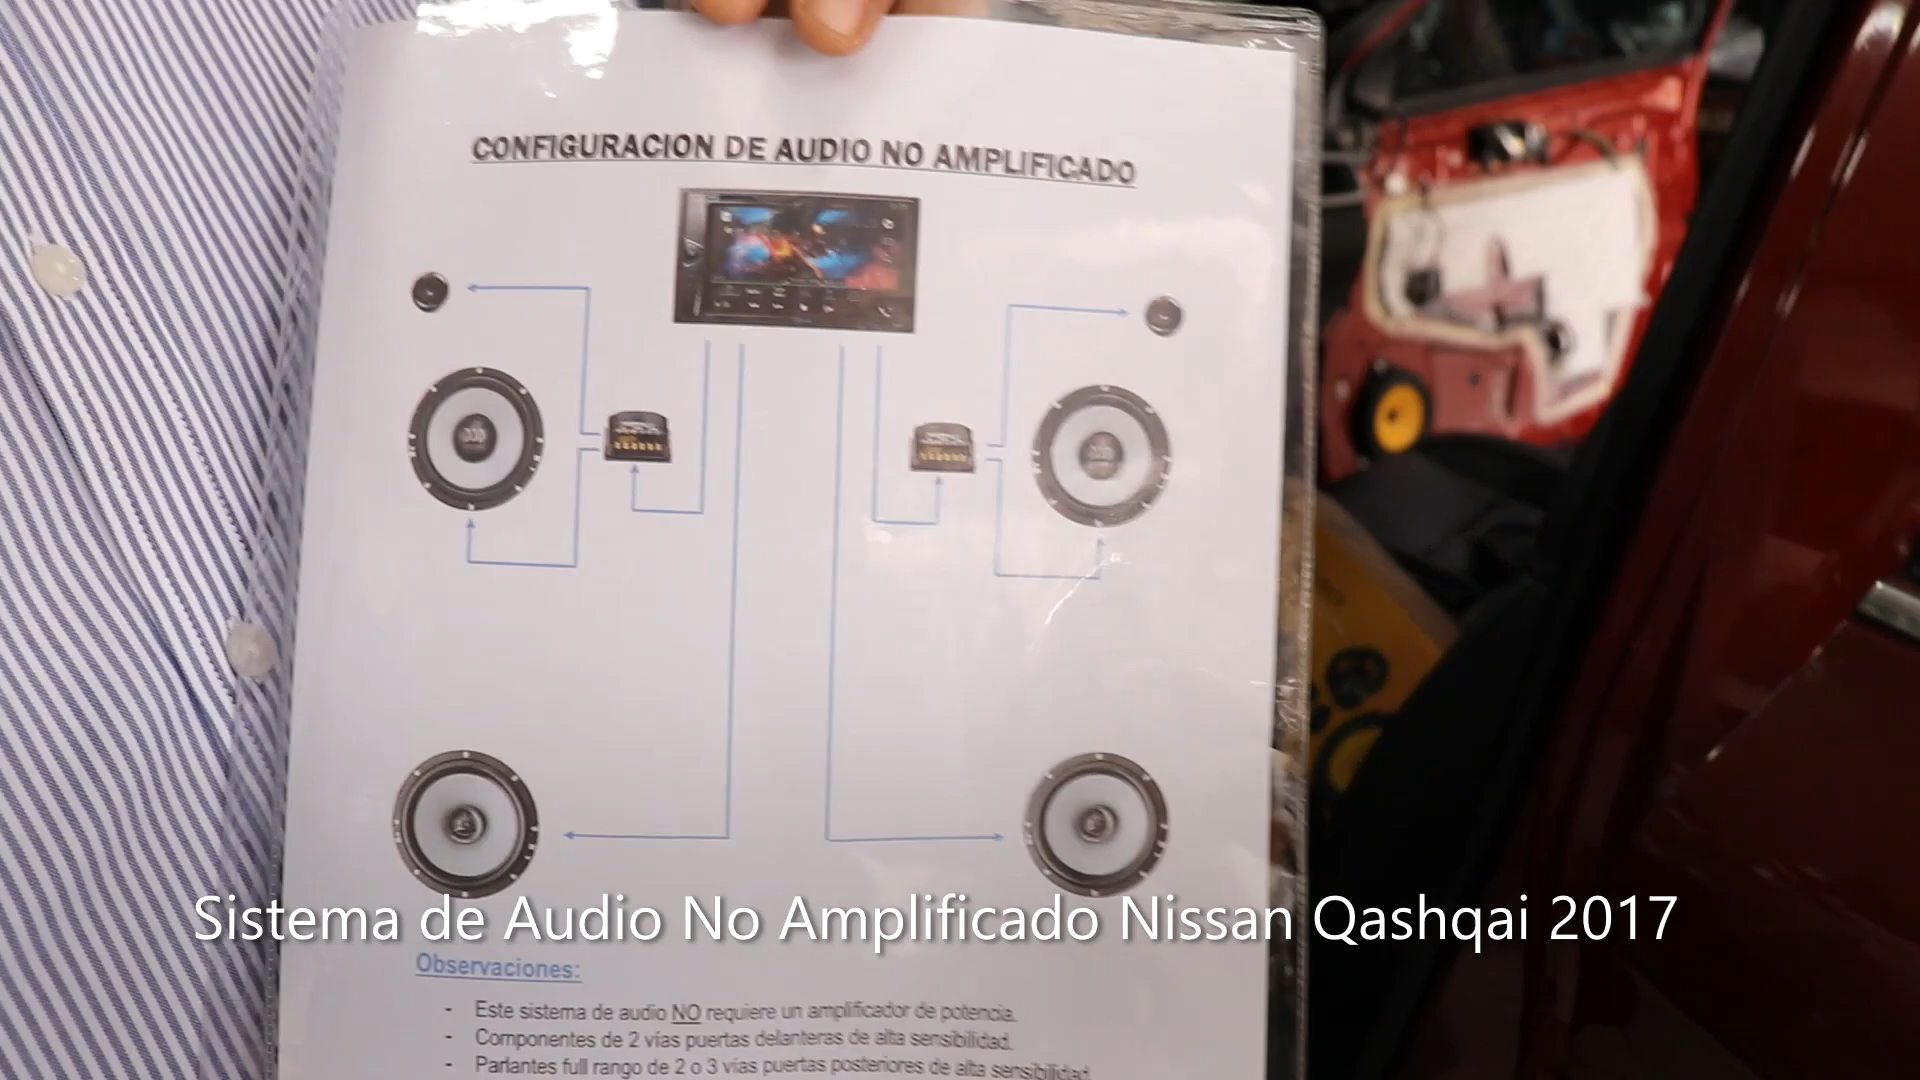 CONFIGURACION DE AUDIO NO AMPLIFICADO
Sistema de Audio No Amplificado Nissan Qashqai 2017
Observaciones:
- Este sistema de audio NO requiere un amplificador de potencia.
- Componentes de 2 vías puertas delanteras de alta sensibilidad.
- Parlantes full rango de 2 o 3 vías puertas posteriores de alta sensibilidad.